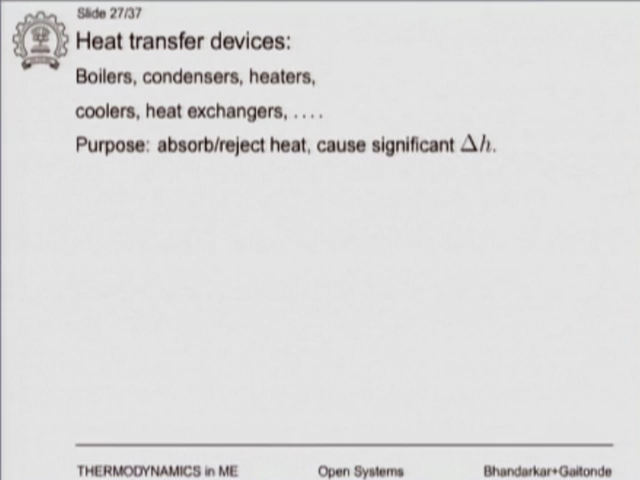 Slide 27/37
Heat transfer devices:
Boilers, condensers, heaters,
coolers, heat exchangers, ....
Purpose: absorb/reject heat, cause significant Δh.
THERMODYNAMICS in ME Open Systems Bhandarkar+Gaitonde